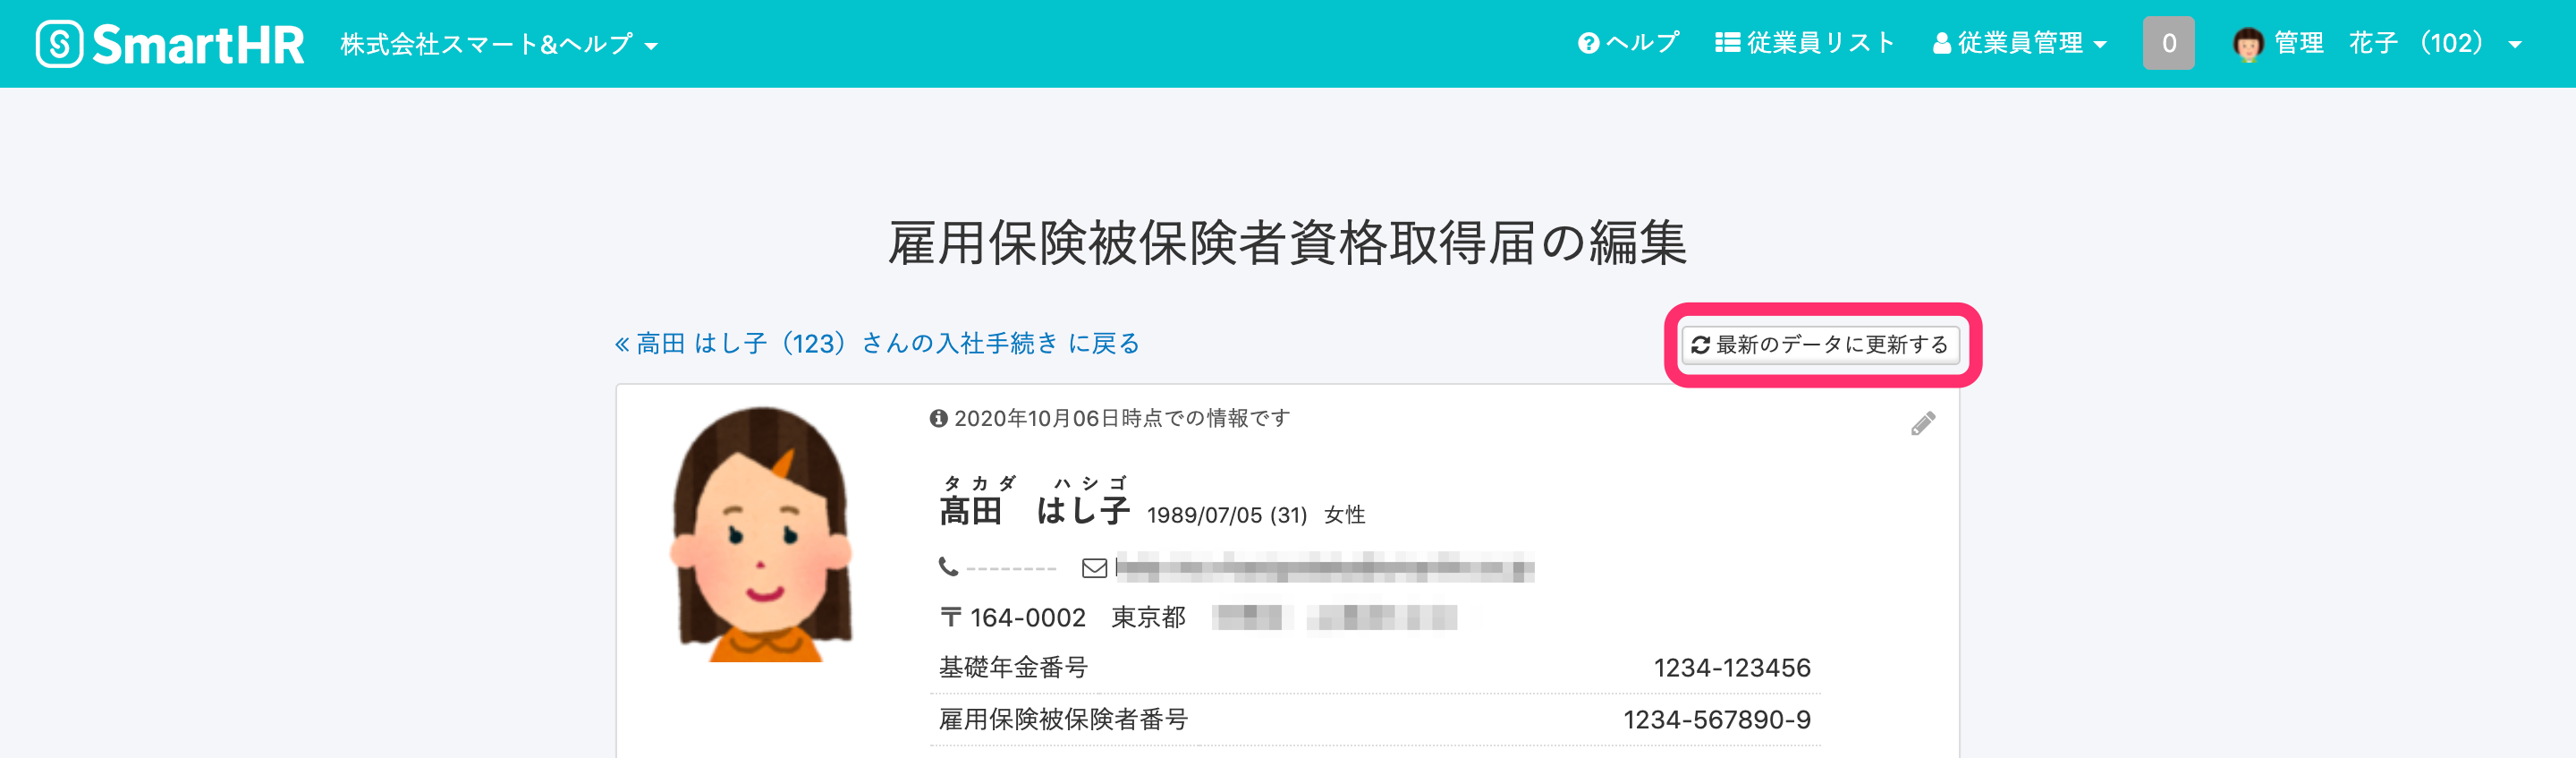 SmartHR 株式会社スマート&ヘルプ ヘルプ 従業員リスト 従業員管理 0 管理 花子 （102）
雇用保険被保険者資格取得届の編集
« 高田 はし子（123）さんの入社手続き に戻る 最新のデータに更新する
2020年10月06日時点での情報です
タカダ ハシゴ
髙田 はし子 1989/07/05 (31) 女性
--------
〒 164-0002 東京都
基礎年金番号 1234-123456
雇用保険被保険者番号 1234-567890-9